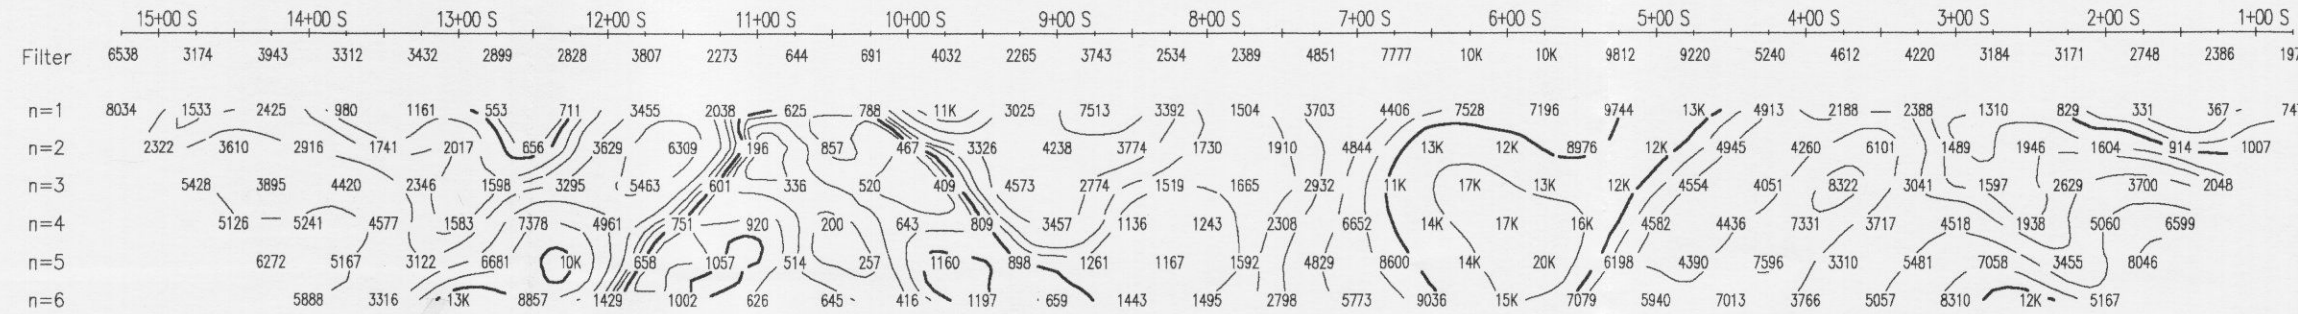 15+00 S 14+00 S 13+00 S 12+00 S 11+00 S 10+00 S 9+00 S 8+00 S 7+00 S 6+00 S 5+00 S 4+00 S 3+00 S 2+00 S 1+00 S
Filter 6538 3174 3943 3312 3432 2899 2828 3807 2273 644 691 4032 2265 3743 2534 2389 4851 7777 10K 10K 9812 9220 5240 4612 4220 3184 3171 2748 2386 197
n=1 8034 1533 2425 980 1161 553 711 3455 2038 625 788 11K 3025 7513 3392 1504 3703 4406 7528 7196 9744 13K 4913 2188 2388 1310 829 331 367 747
n=2 2322 3610 2916 1741 2017 656 3629 6309 196 857 467 3326 4238 3774 1730 1910 4844 13K 12K 8976 12K 4945 4260 6101 1489 1946 1604 914 1007
n=3 5428 3895 4420 2346 1598 3295 5463 601 336 520 409 4573 2774 1519 1665 2932 11K 17K 13K 12K 4554 4051 8322 3041 1597 2629 3700 2048
n=4 5126 5241 4577 1583 7378 4961 751 920 200 643 809 3457 1136 1243 2308 6652 14K 17K 16K 4582 4436 7331 3717 4518 1938 5060 6599
n=5 6272 5167 3122 6681 10K 658 1057 514 257 1160 898 1261 1167 1592 4829 8600 14K 20K 6198 4390 7596 3310 5481 7058 3455 8046
n=6 5888 3316 13K 8857 1429 1002 626 645 416 1197 659 1443 1495 2798 5773 9036 15K 7079 5940 7013 3766 5057 8310 12K 5167